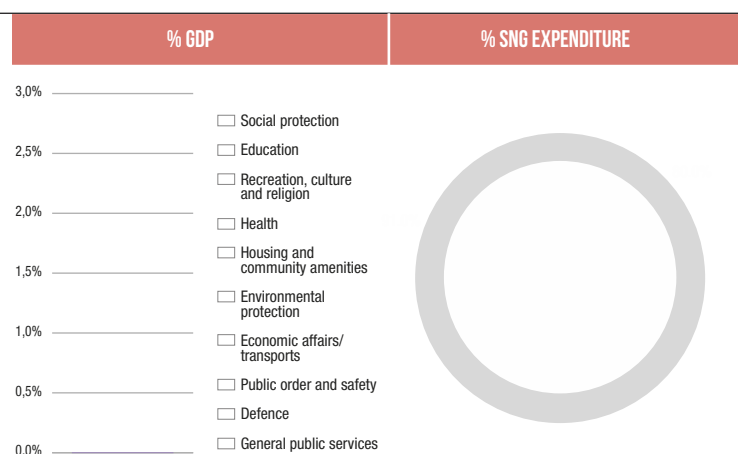 % GDP
% SNG EXPENDITURE
3,0%
2,5%
2,0%
1,5%
1,0%
0,5%
0,0%
Social protection
Education
Recreation, culture
and religion
Health
Housing and
community amenities
Environmental
protection
Economic affairs/
transports
Public order and safety
Defence
General public services